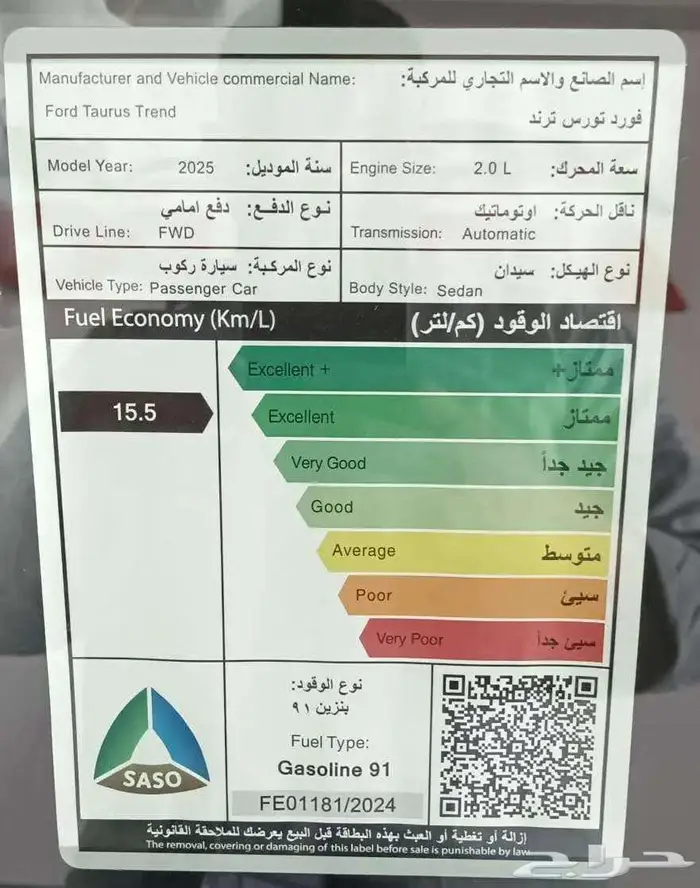 Manufacturer and Vehicle commercial Name: إسم الصانع والاسم التجاري للمركبة:
Ford Taurus Trend فورد تورس ترند
Model Year: 2025 سنة الموديل:
Engine Size: 2.0 L سعة المحرك:
نوع الدفع: دفع امامي
Drive Line: FWD
ناقل الحركة: اوتوماتيك
Transmission: Automatic
نوع المركبة: سيارة ركوب
Vehicle Type: Passenger Car
نوع الهيكل: سيدان
Body Style: Sedan
Fuel Economy (Km/L) اقتصاد الوقود (كم/لتر)
Excellent + ممتاز+
15.5
Excellent ممتاز
Very Good جيد جداً
Good جيد
Average متوسط
Poor سيئ
Very Poor سيئ جداً
SASO
نوع الوقود:
بنزين ٩١
Fuel Type:
Gasoline 91
FE01181/2024
إزالة أو تغطية أو العبث بهذه البطاقة قبل البيع يعرضك للملاحقة القانونية
The removal, covering or damaging of this label before sale is punishable by law
حراج